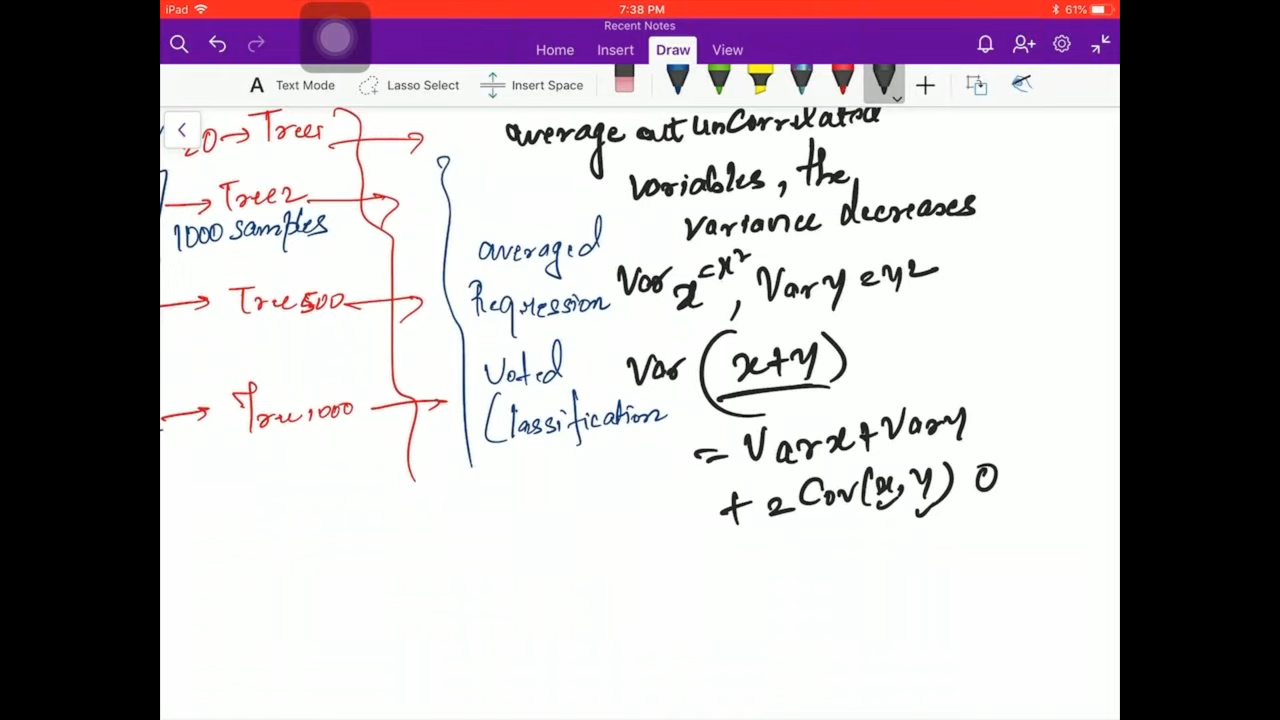 iPad 7:38 PM 61%
Recent Notes
Home Insert Draw View
A Text Mode Lasso Select Insert Space
20 → Tree1
Tree2
1000 samples
Tree500
Tree1000
averaged
Regression
Voted
Classification
average out Uncorrelated
variables, the
variance decreases
Var x = x², Var y = y²
Var (x+y)
= Var x + Var y
+ 2 Cov(x, y) 0